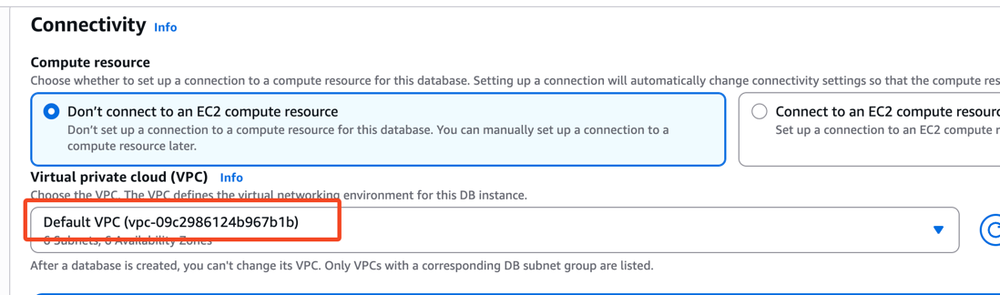 Connectivity Info
Compute resource
Choose whether to set up a connection to a compute resource for this database. Setting up a connection will automatically change connectivity settings so that the compute
Don't connect to an EC2 compute resource
Don't set up a connection to a compute resource for this database. You can manually set up a connection to a
compute resource later.
Connect to an EC2 compute
Set up a connection to an EC2 compute
Virtual private cloud (VPC) Info
Choose the VPC. The VPC defines the virtual networking environment for this DB instance.
Default VPC (vpc-09c2986124b967b1b)
6 Subnets, 6 Availability Zones
After a database is created, you can't change its VPC. Only VPCs with a corresponding DB subnet group are listed.